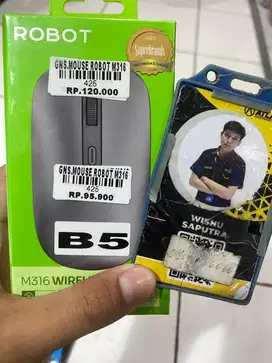 ROBOT
Superbrands
GNS.MOUSE ROBOT M316
425
RP.120.000
GNS.MOUSE ROBOT M316
425
RP.95.900
B5
M316 WIRE
WISNU
SAPUTRA